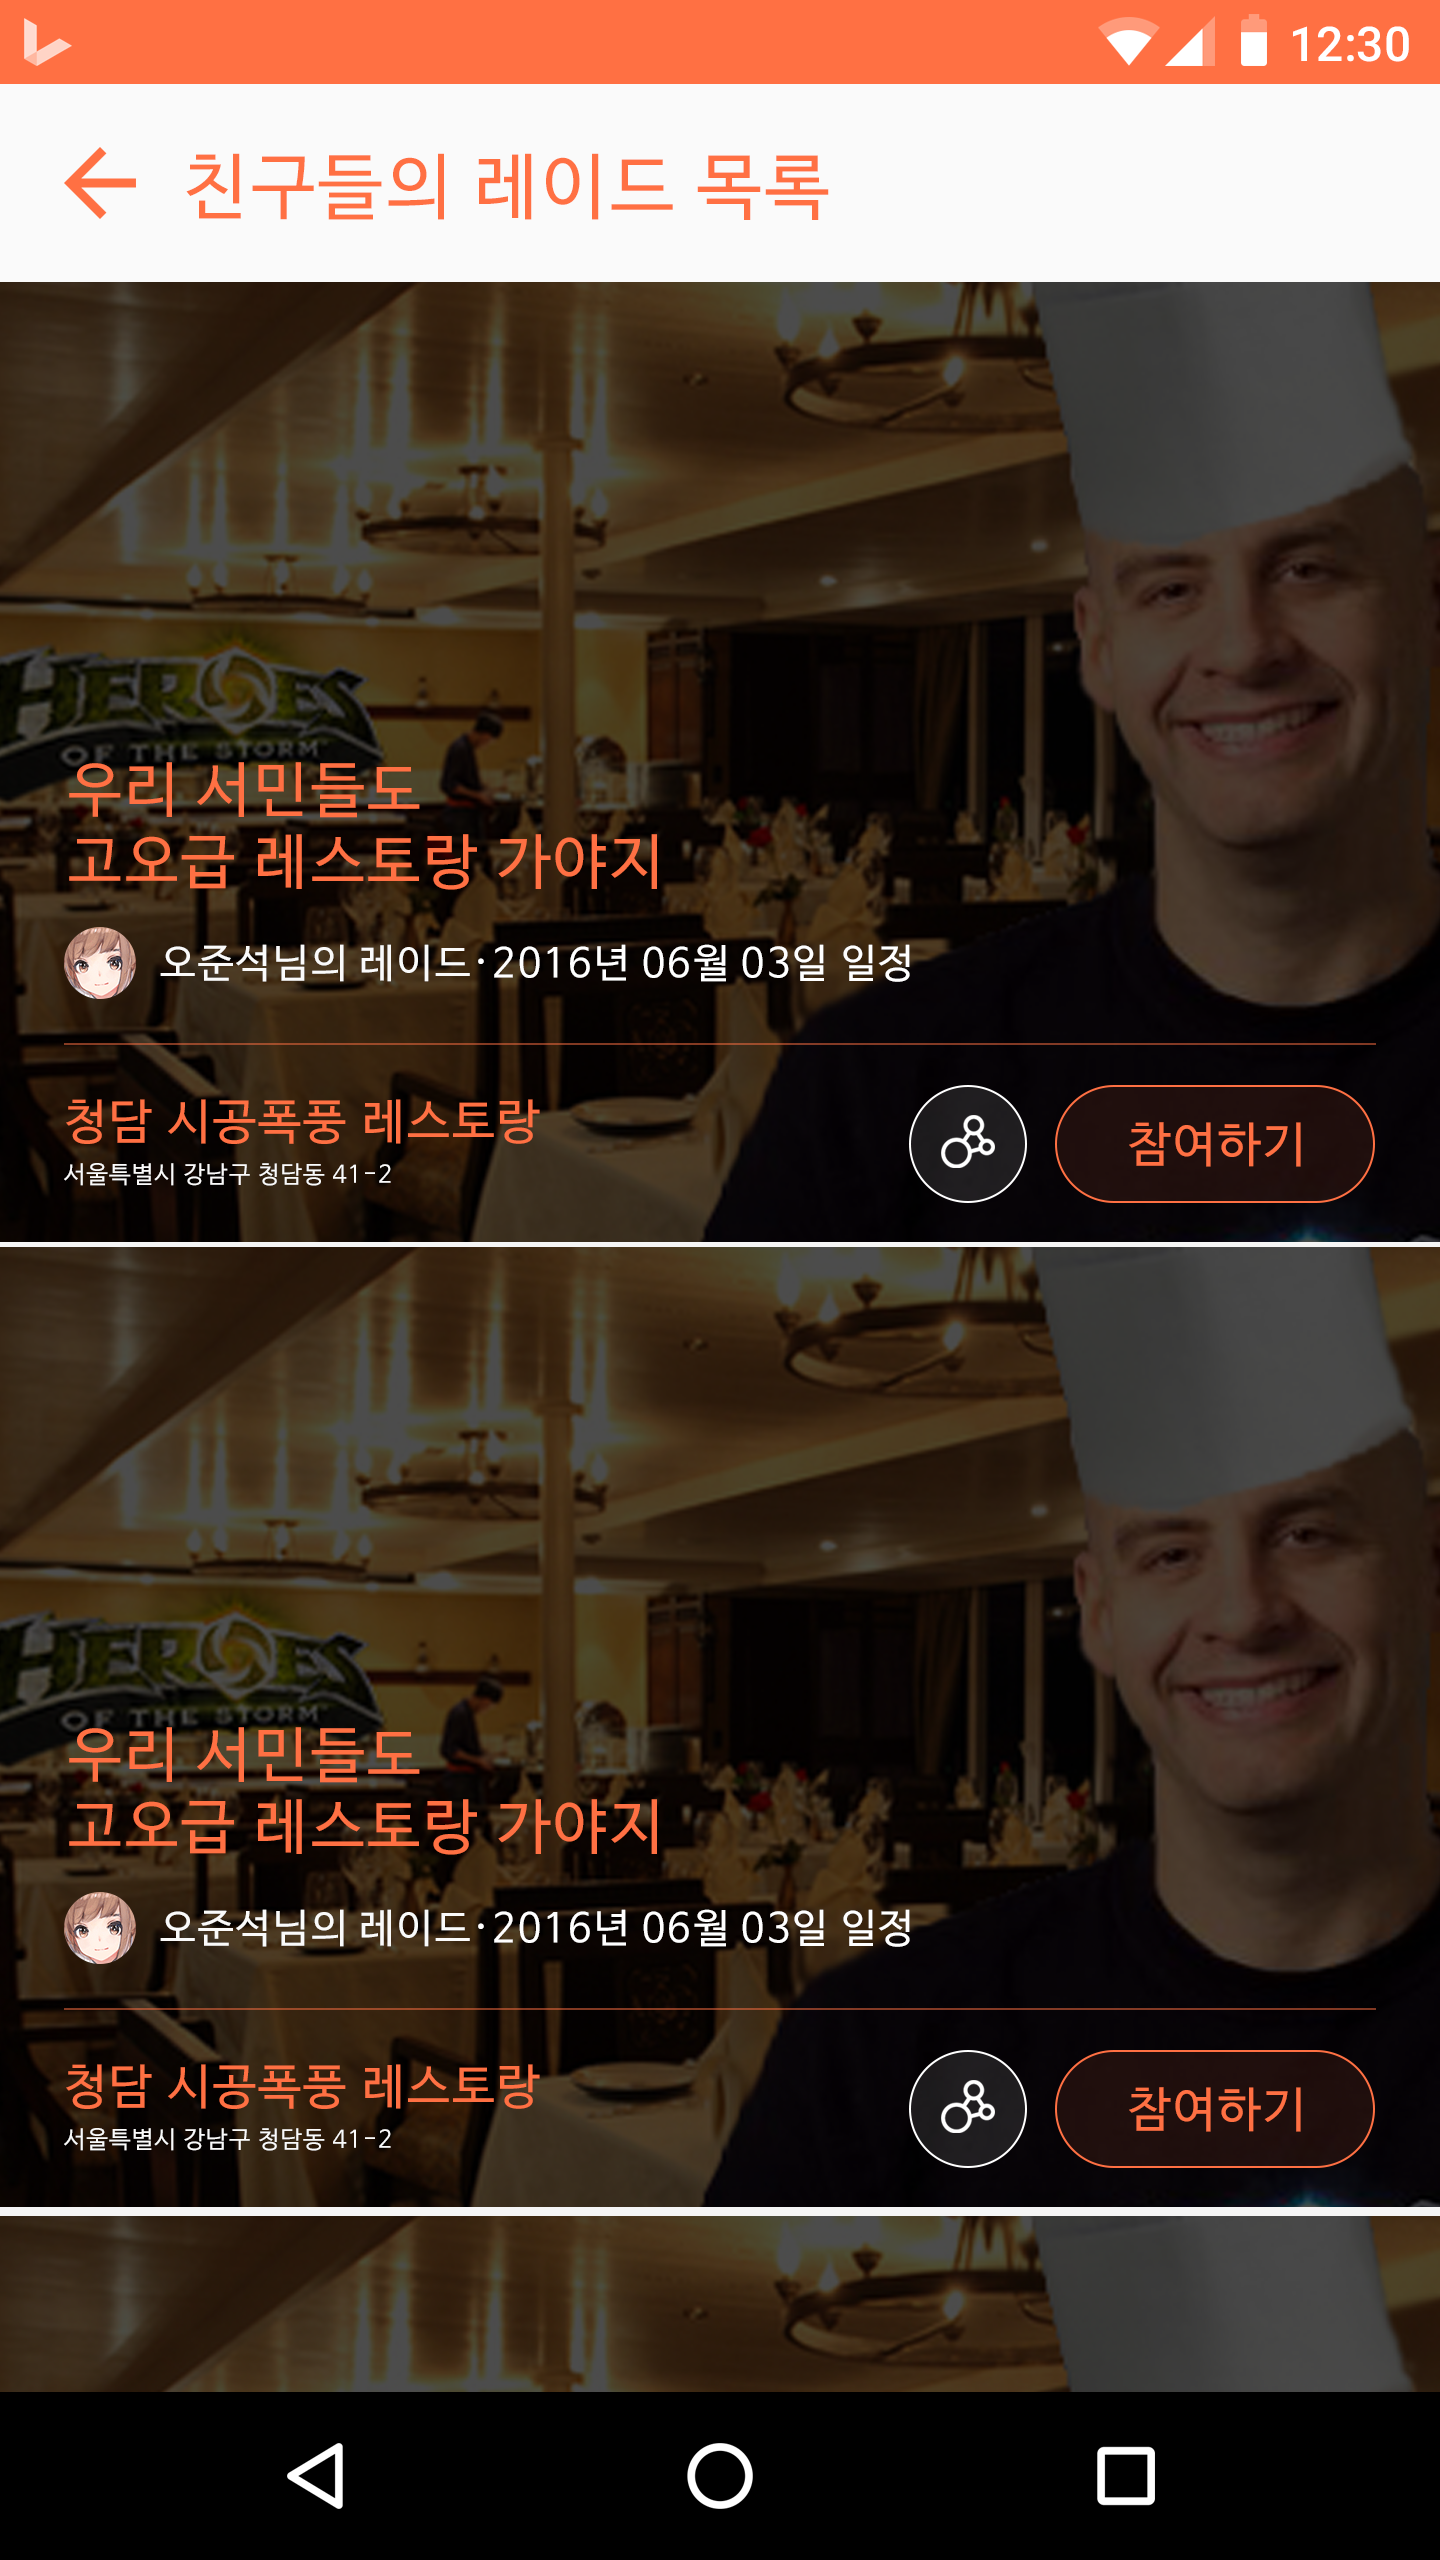 12:30
친구들의 레이드 목록
HEROES
OF THE STORM
우리 서민들도
고오급 레스토랑 가야지
오준석님의 레이드·2016년 06월 03일 일정
청담 시공폭풍 레스토랑
서울특별시 강남구 청담동 41-2
참여하기
HEROES
OF THE STORM
우리 서민들도
고오급 레스토랑 가야지
오준석님의 레이드·2016년 06월 03일 일정
청담 시공폭풍 레스토랑
서울특별시 강남구 청담동 41-2
참여하기